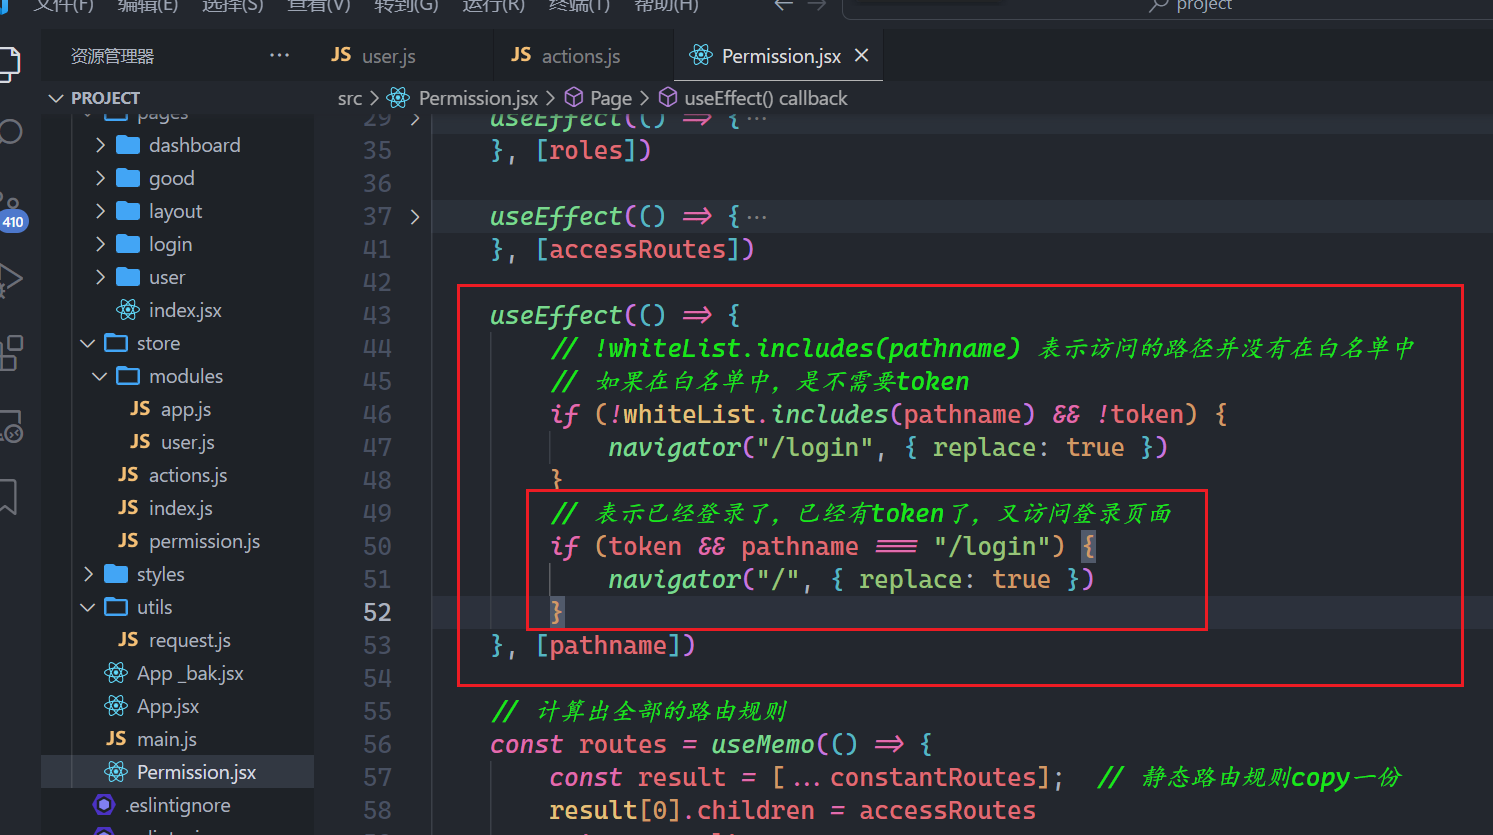 文件(F) 编辑(E) 选择(S) 查看(V) 转到(G) 运行(R) 终端(T) 帮助(H) project
资源管理器 ··· JS user.js JS actions.js Permission.jsx
PROJECT
src > Permission.jsx > Page > useEffect() callback
pages
dashboard
good
layout
login
410
user
index.jsx
store
modules
JS app.js
JS user.js
JS actions.js
JS index.js
JS permission.js
styles
utils
JS request.js
App _bak.jsx
App.jsx
JS main.js
Permission.jsx
.eslintignore
29 useEffect(() => { ···
35 }, [roles])
36
37 useEffect(() => { ···
41 }, [accessRoutes])
42
43 useEffect(() => {
44 // !whiteList.includes(pathname) 表示访问的路径并没有在白名单中
45 // 如果在白名单中，是不需要token
46 if (!whiteList.includes(pathname) && !token) {
47 navigator("/login", { replace: true })
48 }
49 // 表示已经登录了，已经有token了，又访问登录页面
50 if (token && pathname === "/login") {
51 navigator("/", { replace: true })
52 }
53 }, [pathname])
54
55 // 计算出全部的路由规则
56 const routes = useMemo(() => {
57 const result = [...constantRoutes]; // 静态路由规则copy一份
58 result[0].children = accessRoutes